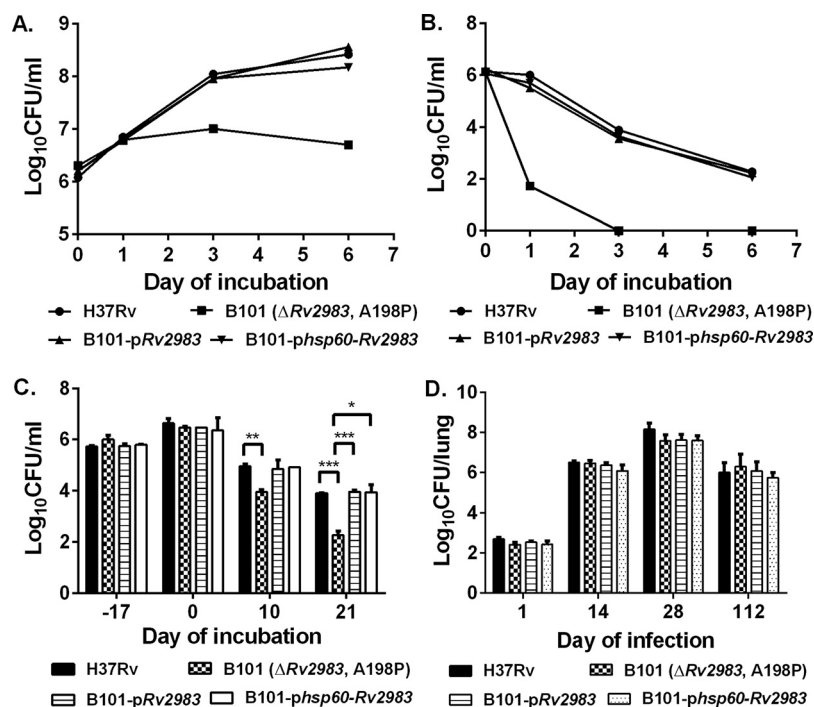 A.
Log10CFU/ml
9
8
7
6
5
0 1 2 3 4 5 6 7
Day of incubation
H37Rv
B101 (ΔRv2983, A198P)
B101-pRv2983
B101-phsp60-Rv2983
B.
Log10CFU/ml
8
6
4
2
0
0 1 2 3 4 5 6 7
Day of incubation
H37Rv
B101 (ΔRv2983, A198P)
B101-pRv2983
B101-phsp60-Rv2983
C.
Log10CFU/ml
8
6
4
2
0
**
***
***
*
-17 0 10 21
Day of incubation
H37Rv
B101 (ΔRv2983, A198P)
B101-pRv2983
B101-phsp60-Rv2983
D.
Log10CFU/lung
10
8
6
4
2
0
1 14 28 112
Day of infection
H37Rv
B101 (ΔRv2983, A198P)
B101-pRv2983
B101-phsp60-Rv2983